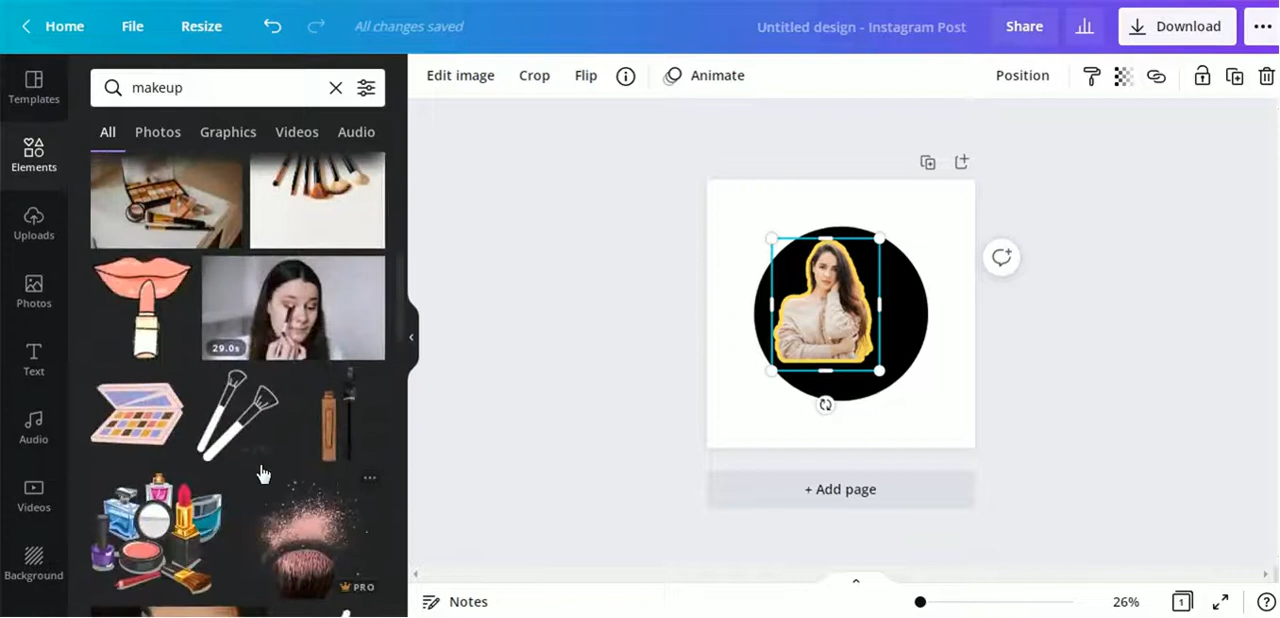 Home File Resize All changes saved Untitled design - Instagram Post Share Download
Templates
Elements
Uploads
Photos
Text
Audio
Videos
Background
makeup
All Photos Graphics Videos Audio
29.0s
PRO
Edit image Crop Flip Animate Position
+ Add page
Notes 26% 1